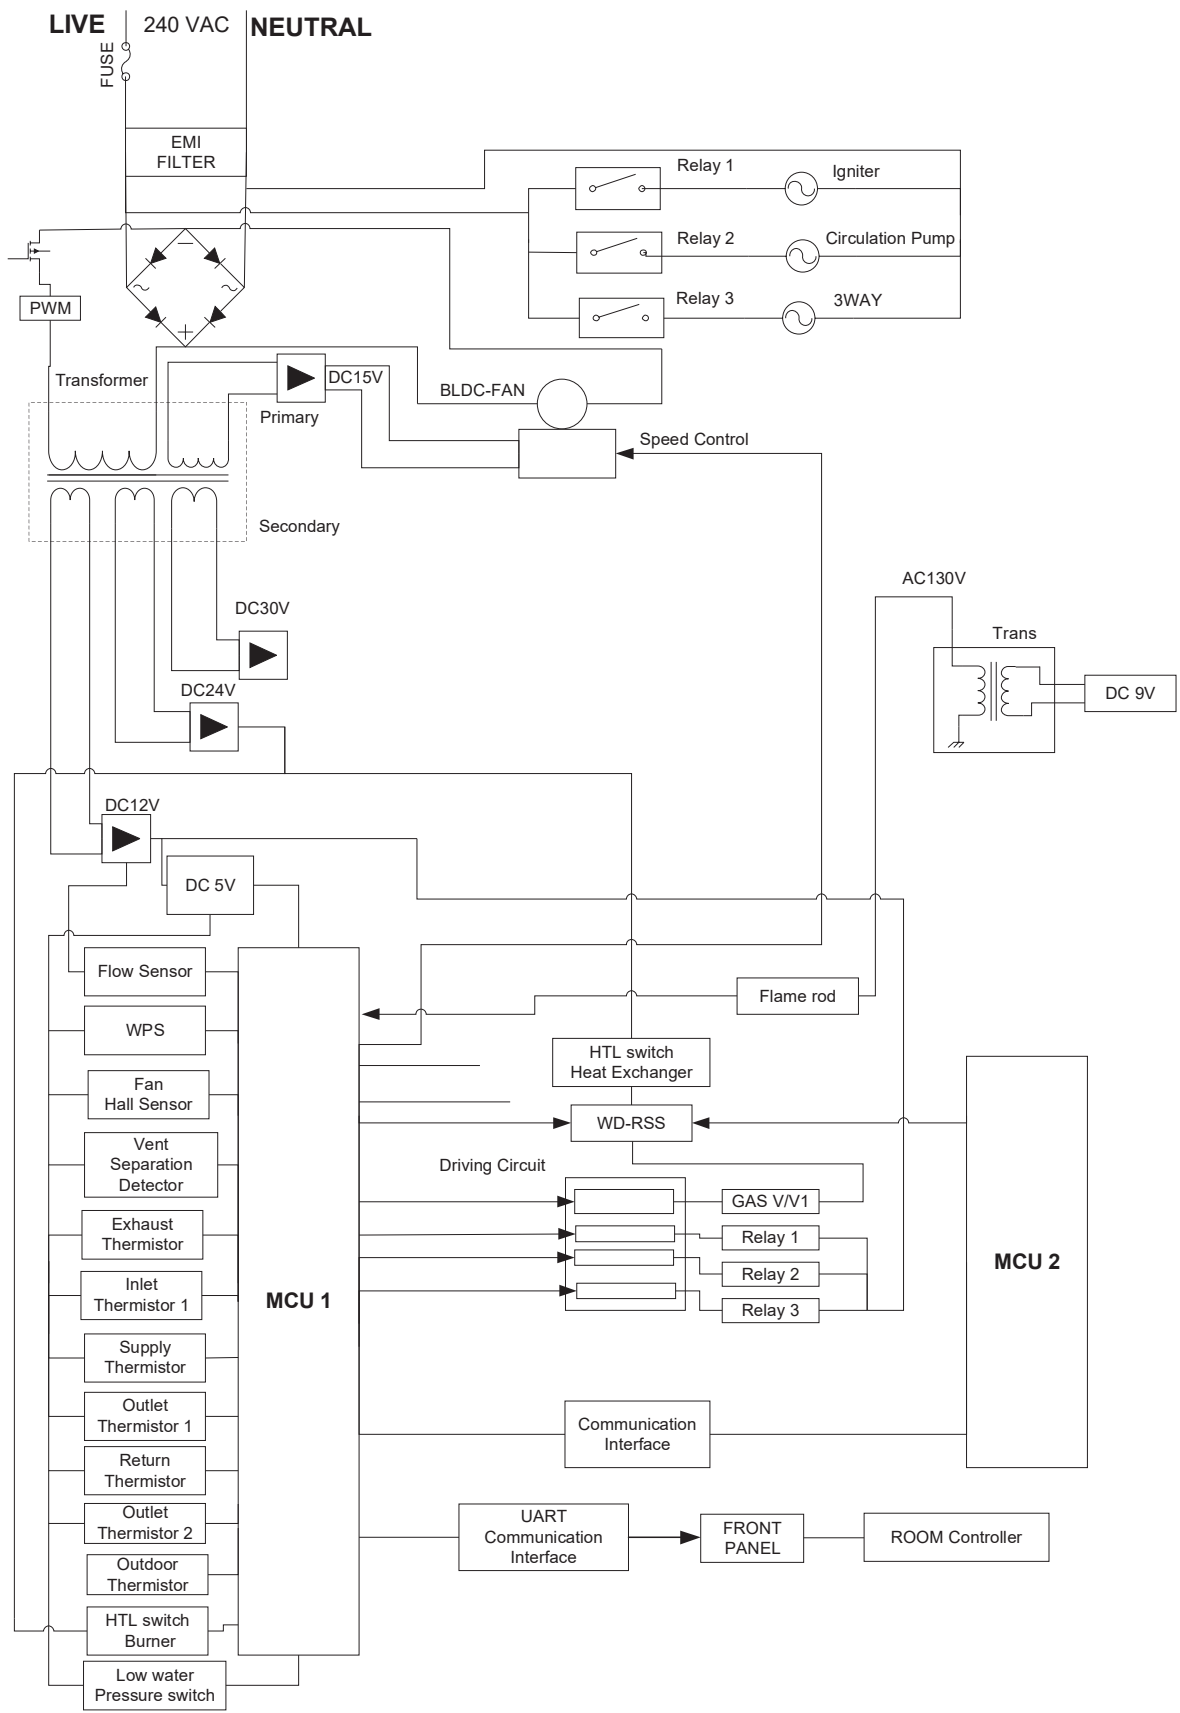 LIVE 240 VAC NEUTRAL
FUSE
EMI
FILTER
Relay 1
Igniter
Relay 2
Circulation Pump
Relay 3
3WAY
PWM
Transformer
DC15V
BLDC-FAN
Primary
Speed Control
Secondary
AC130V
DC30V
Trans
DC24V
DC 9V
DC12V
DC 5V
Flow Sensor
Flame rod
WPS
HTL switch
Heat Exchanger
Fan
Hall Sensor
WD-RSS
Vent
Separation
Detector
Driving Circuit
GAS V/V1
Exhaust
Thermistor
Relay 1
MCU 2
Relay 2
Inlet
Thermistor 1
MCU 1
Relay 3
Supply
Thermistor
Outlet
Thermistor 1
Communication
Interface
Return
Thermistor
Outlet
Thermistor 2
UART
Communication
Interface
FRONT
PANEL
ROOM Controller
Outdoor
Thermistor
HTL switch
Burner
Low water
Pressure switch